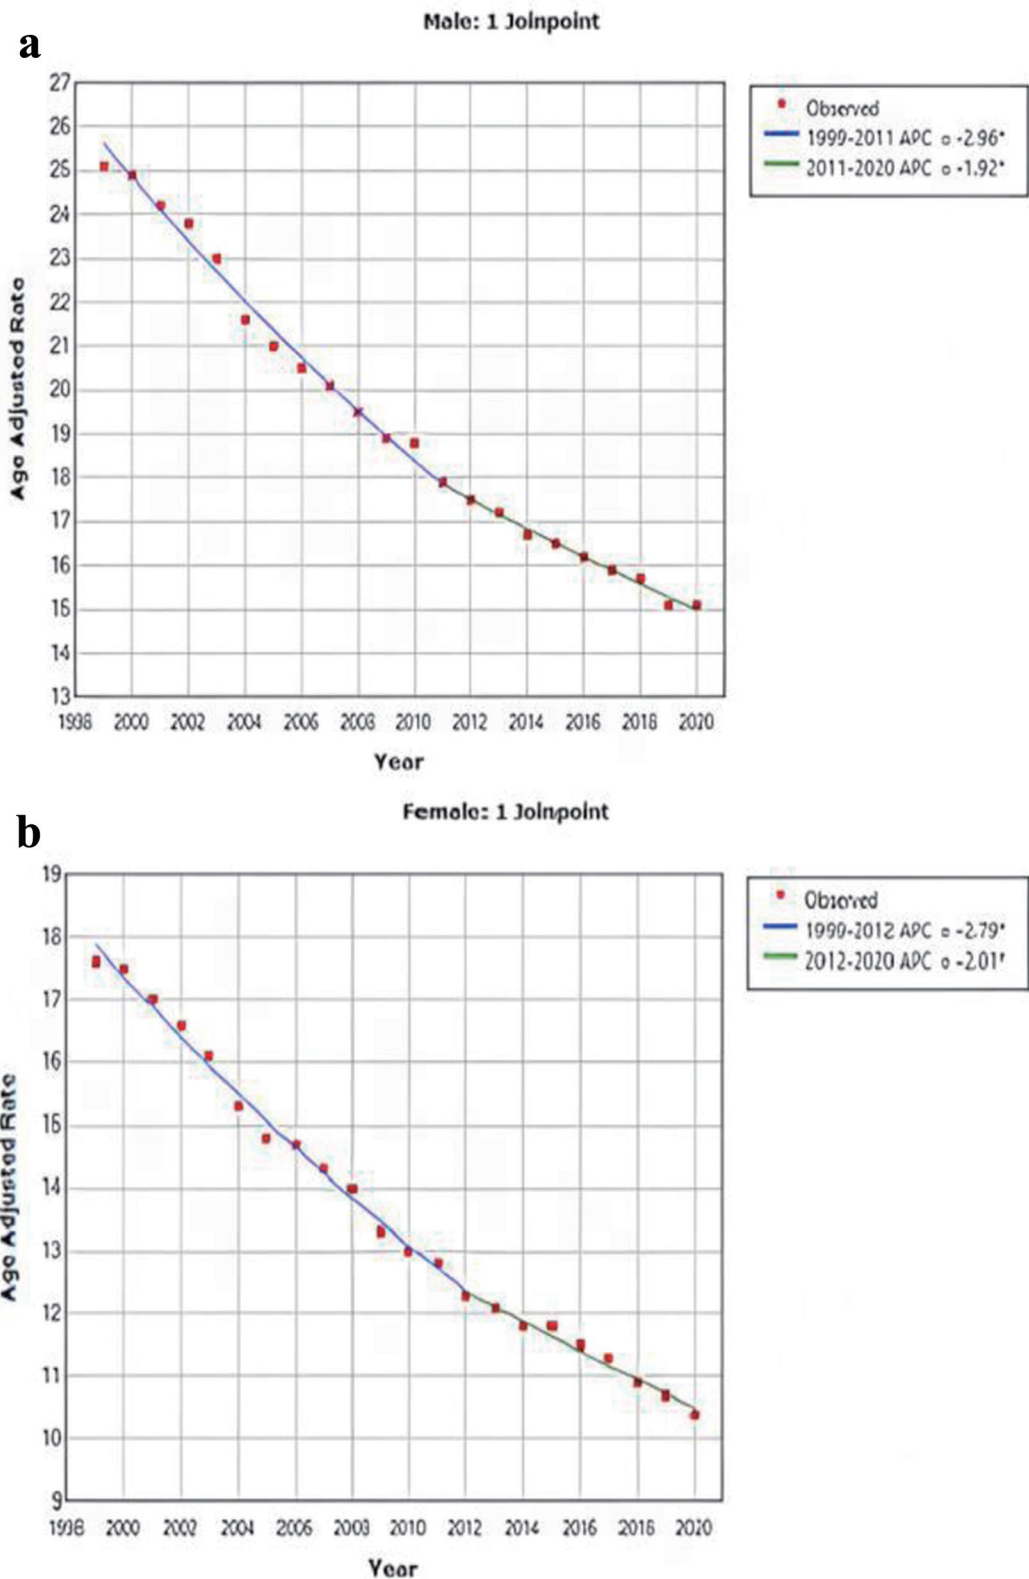 Male: 1 Joinpoint
a
27
26
25
24
23
22
21
20
19
18
17
16
15
14
13
Age Adjusted Rate
1998 2000 2002 2004 2006 2008 2010 2012 2014 2016 2018 2020
Year
Observed
1999-2011 APC = -2.96*
2011-2020 APC = -1.92*
Female: 1 Joinpoint
b
19
18
17
16
15
14
13
12
11
10
9
Age Adjusted Rate
1998 2000 2002 2004 2006 2008 2010 2012 2014 2016 2018 2020
Year
Observed
1999-2012 APC = -2.79*
2012-2020 APC = -2.01*